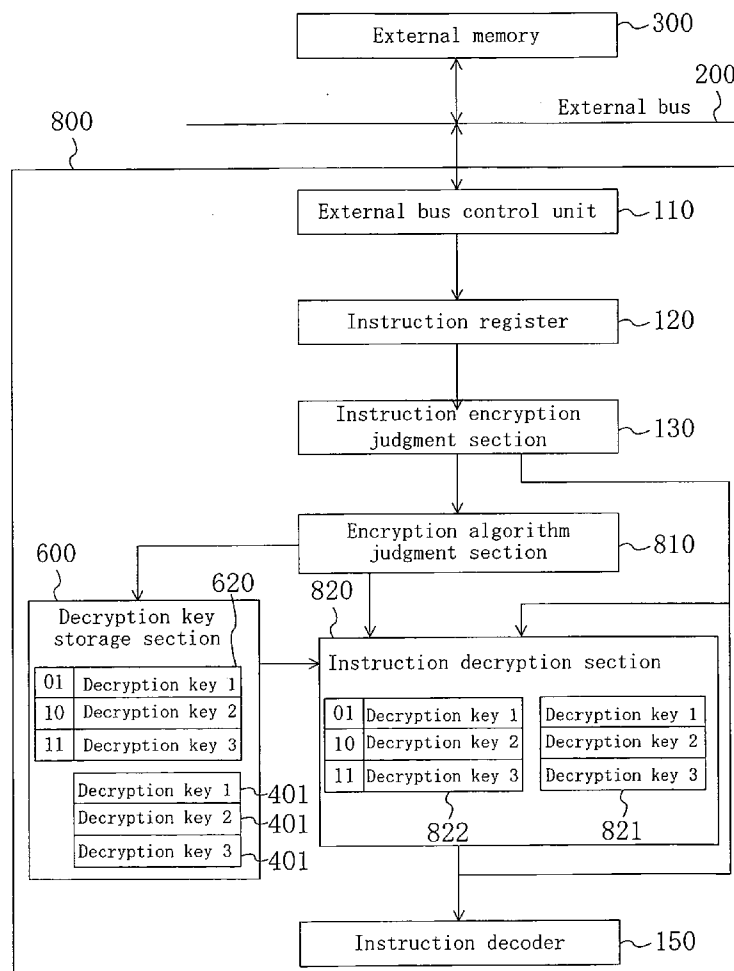 External memory
300
200
External bus
800
External bus control unit
110
Instruction register
120
Instruction encryption
judgment section
130
Encryption algorithm
judgment section
810
600
620
820
Decryption key
storage section
01 Decryption key 1
10 Decryption key 2
11 Decryption key 3
Decryption key 1
401
Decryption key 2
401
Decryption key 3
401
Instruction decryption section
01 Decryption key 1
10 Decryption key 2
11 Decryption key 3
822
Decryption key 1
Decryption key 2
Decryption key 3
821
Instruction decoder
150